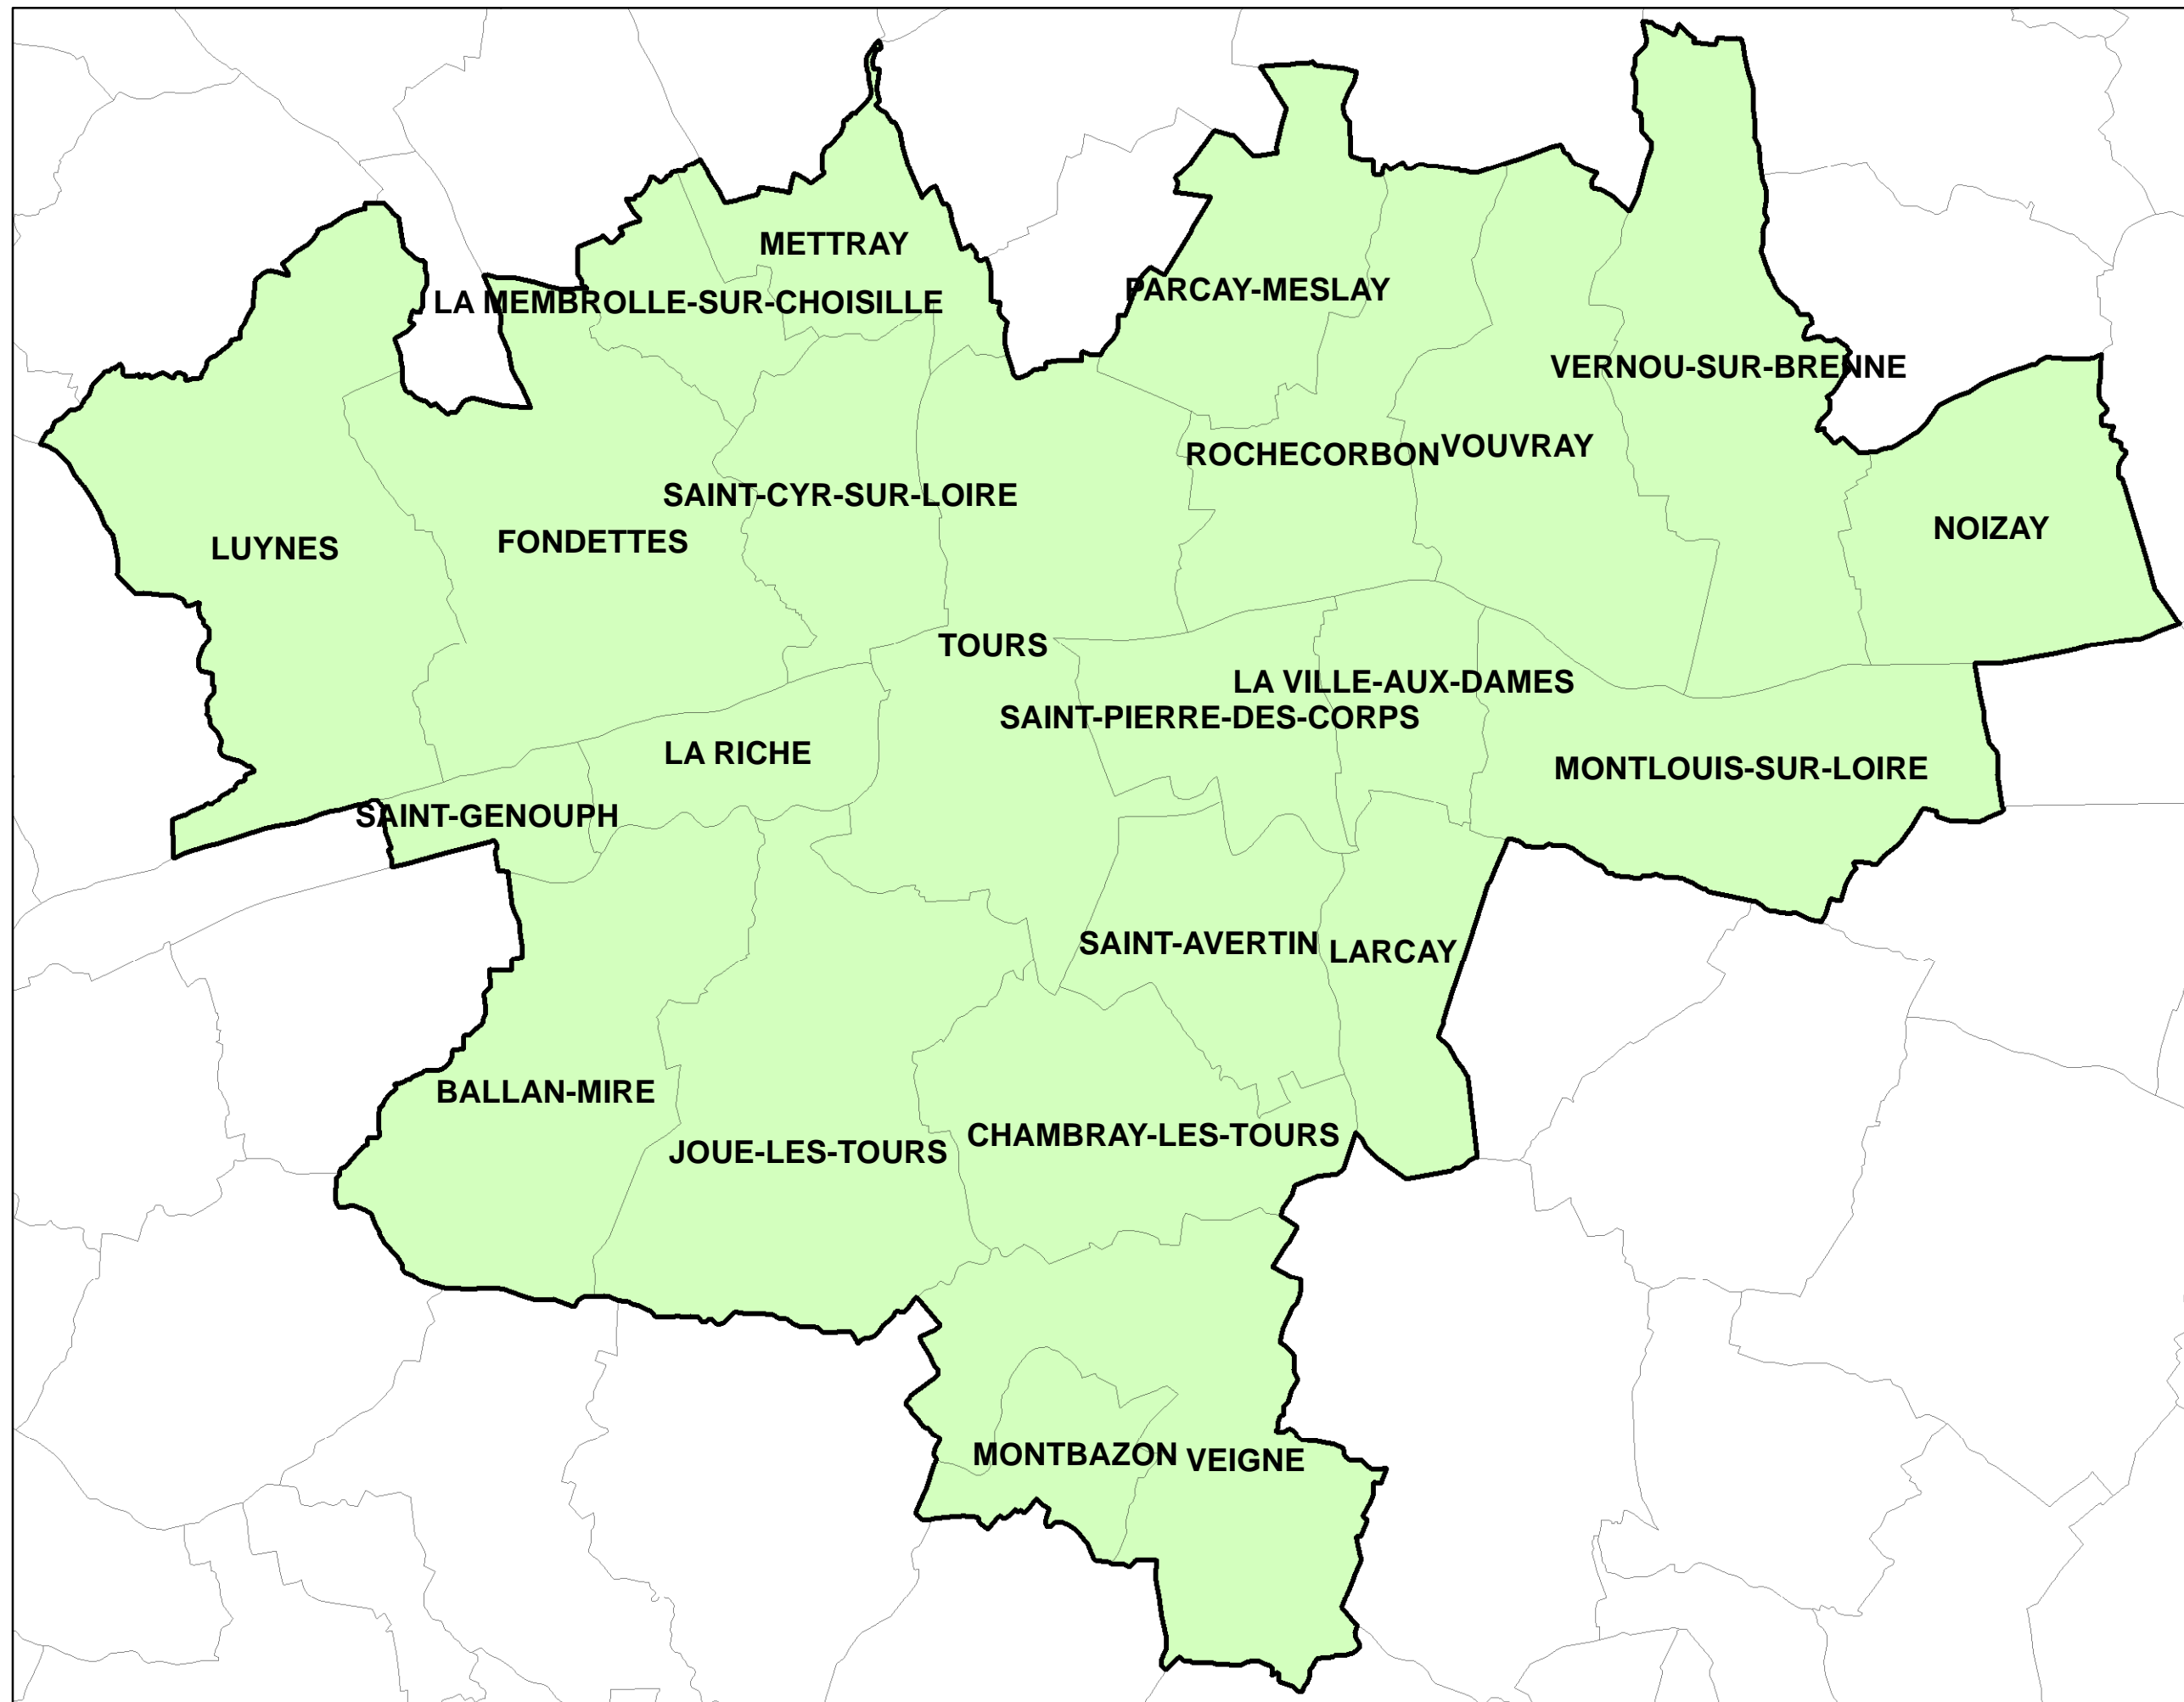 METTRAY
PARCAY-MESLAY
LA MEMBROLLE-SUR-CHOISILLE
VERNOU-SUR-BRENNE
VOUVRAY
ROCHECORBON
SAINT-CYR-SUR-LOIRE
NOIZAY
FONDETTES
LUYNES
TOURS
LA VILLE-AUX-DAMES
SAINT-PIERRE-DES-CORPS
LA RICHE
MONTLOUIS-SUR-LOIRE
SAINT-GENOUPH
SAINT-AVERTIN
LARCAY
BALLAN-MIRE
CHAMBRAY-LES-TOURS
JOUE-LES-TOURS
MONTBAZON
VEIGNE